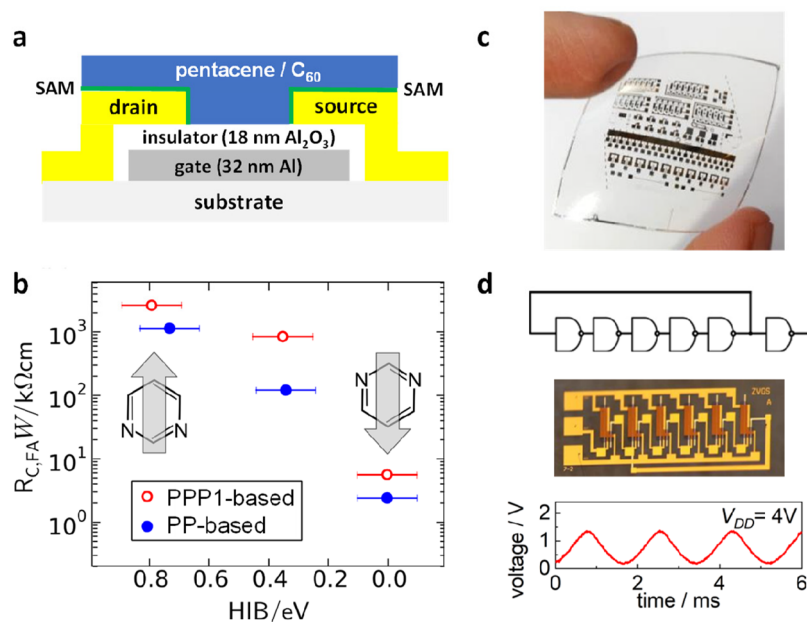 a
pentacene / C60
SAM
SAM
drain
source
insulator (18 nm Al2O3)
gate (32 nm Al)
substrate
b
RC,FAW/kΩcm
10³
10²
10¹
10⁰
N
N
N
N
PPP1-based
PP-based
0.8
0.6
0.4
0.2
0.0
HIB/eV
c
d
2VGS
A
voltage / V
2
1
0
VDD= 4V
0
2
4
6
time / ms